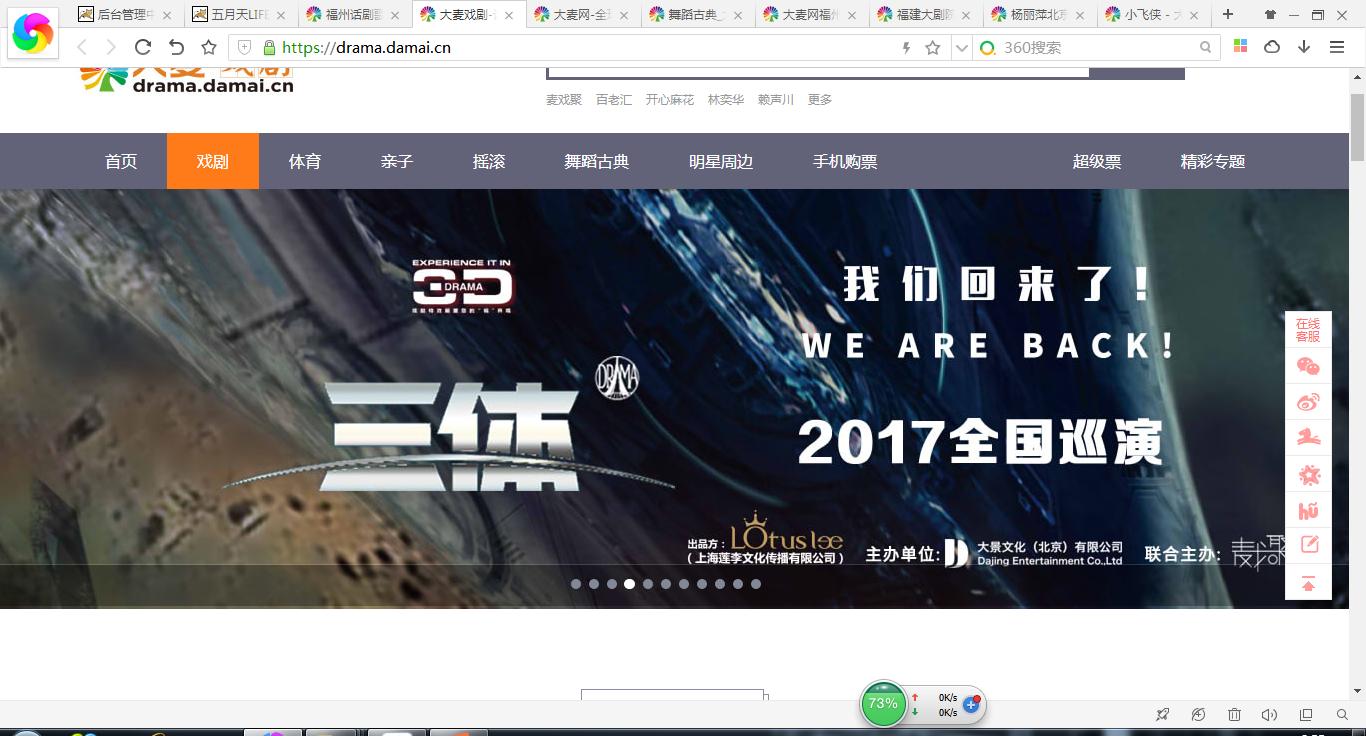 后台管理中
五月天LIFE
福州话剧
大麦戏剧-
大麦网-全
舞蹈古典 -
大麦网福州
福建大剧院
杨丽萍北京
小飞侠 - 大
https://drama.damai.cn
360搜索
drama.damai.cn
麦戏聚 百老汇 开心麻花 林奕华 赖声川 更多
首页 戏剧 体育 亲子 摇滚 舞蹈古典 明星周边 手机购票 超级票 精彩专题
EXPERIENCE IT IN
3D
DRAMA
三体
DRAMA
我们回来了!
WE ARE BACK!
2017全国巡演
出品方: Lotus lee
(上海莲李文化传播有限公司)
主办单位: 大景文化(北京)有限公司
Dajing Entertainment Co.,Ltd
联合主办:
在线
客服
hū
73%
0K/s
0K/s